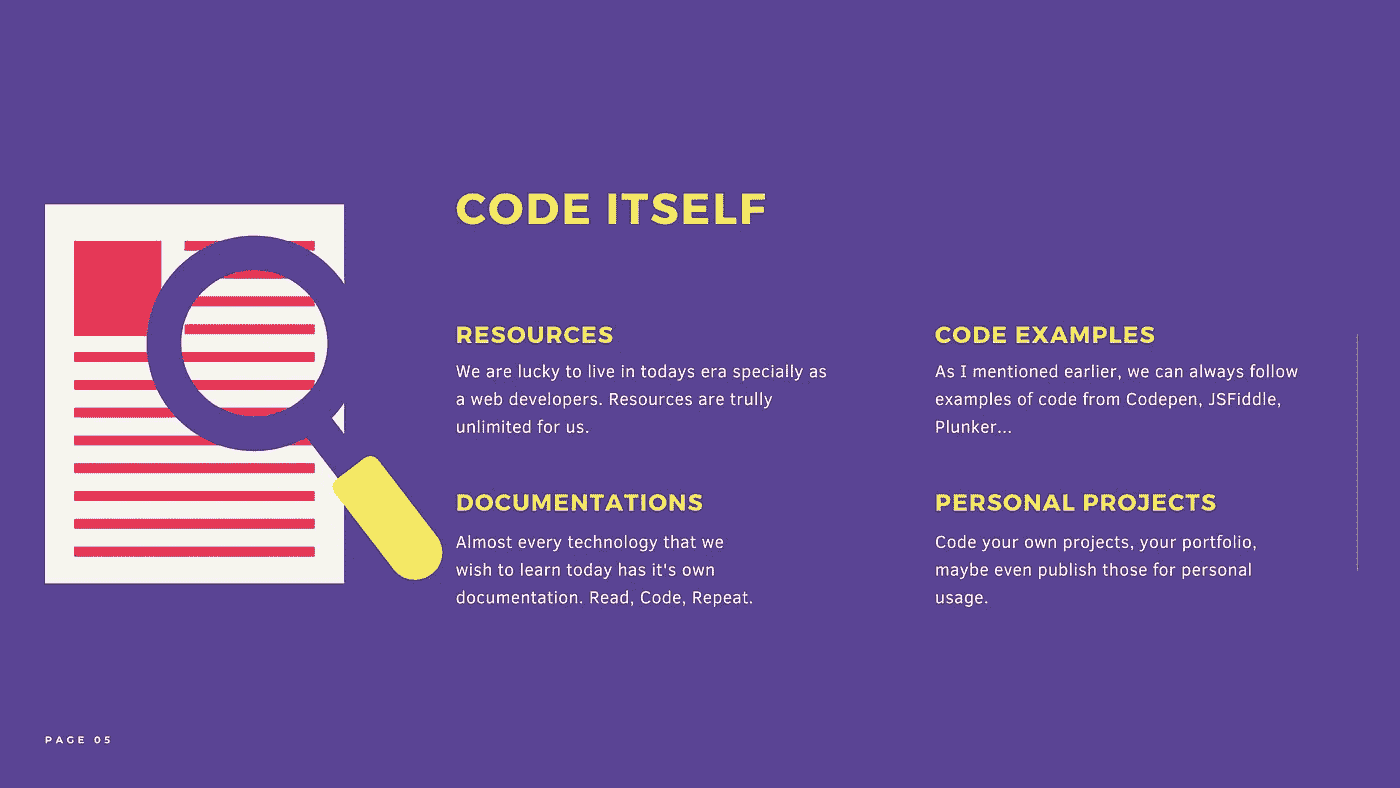 CODE ITSELF
RESOURCES
We are lucky to live in todays era specially as
a web developers. Resources are trully
unlimited for us.
CODE EXAMPLES
As I mentioned earlier, we can always follow
examples of code from Codepen, JSFiddle,
Plunker...
DOCUMENTATIONS
Almost every technology that we
wish to learn today has it's own
documentation. Read, Code, Repeat.
PERSONAL PROJECTS
Code your own projects, your portfolio,
maybe even publish those for personal
usage.
PAGE 05